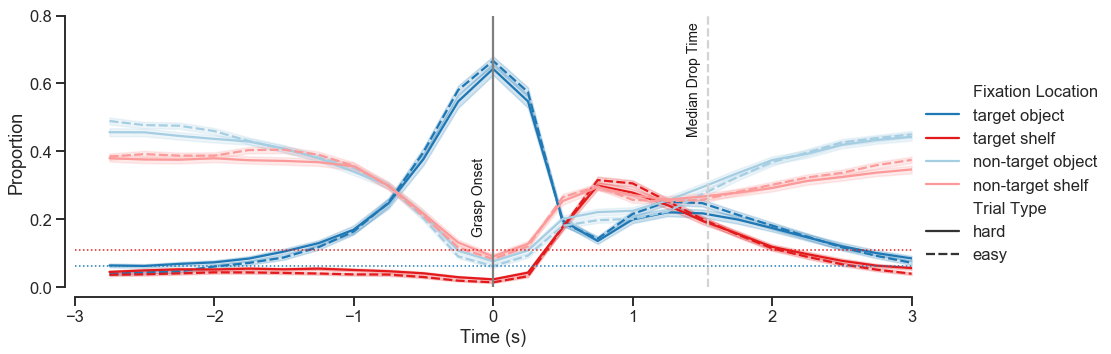 0.8
0.6
0.4
0.2
0.0
Proportion
Grasp Onset
Median Drop Time
−3
−2
−1
0
1
2
3
Time (s)
Fixation Location
target object
target shelf
non-target object
non-target shelf
Trial Type
hard
easy